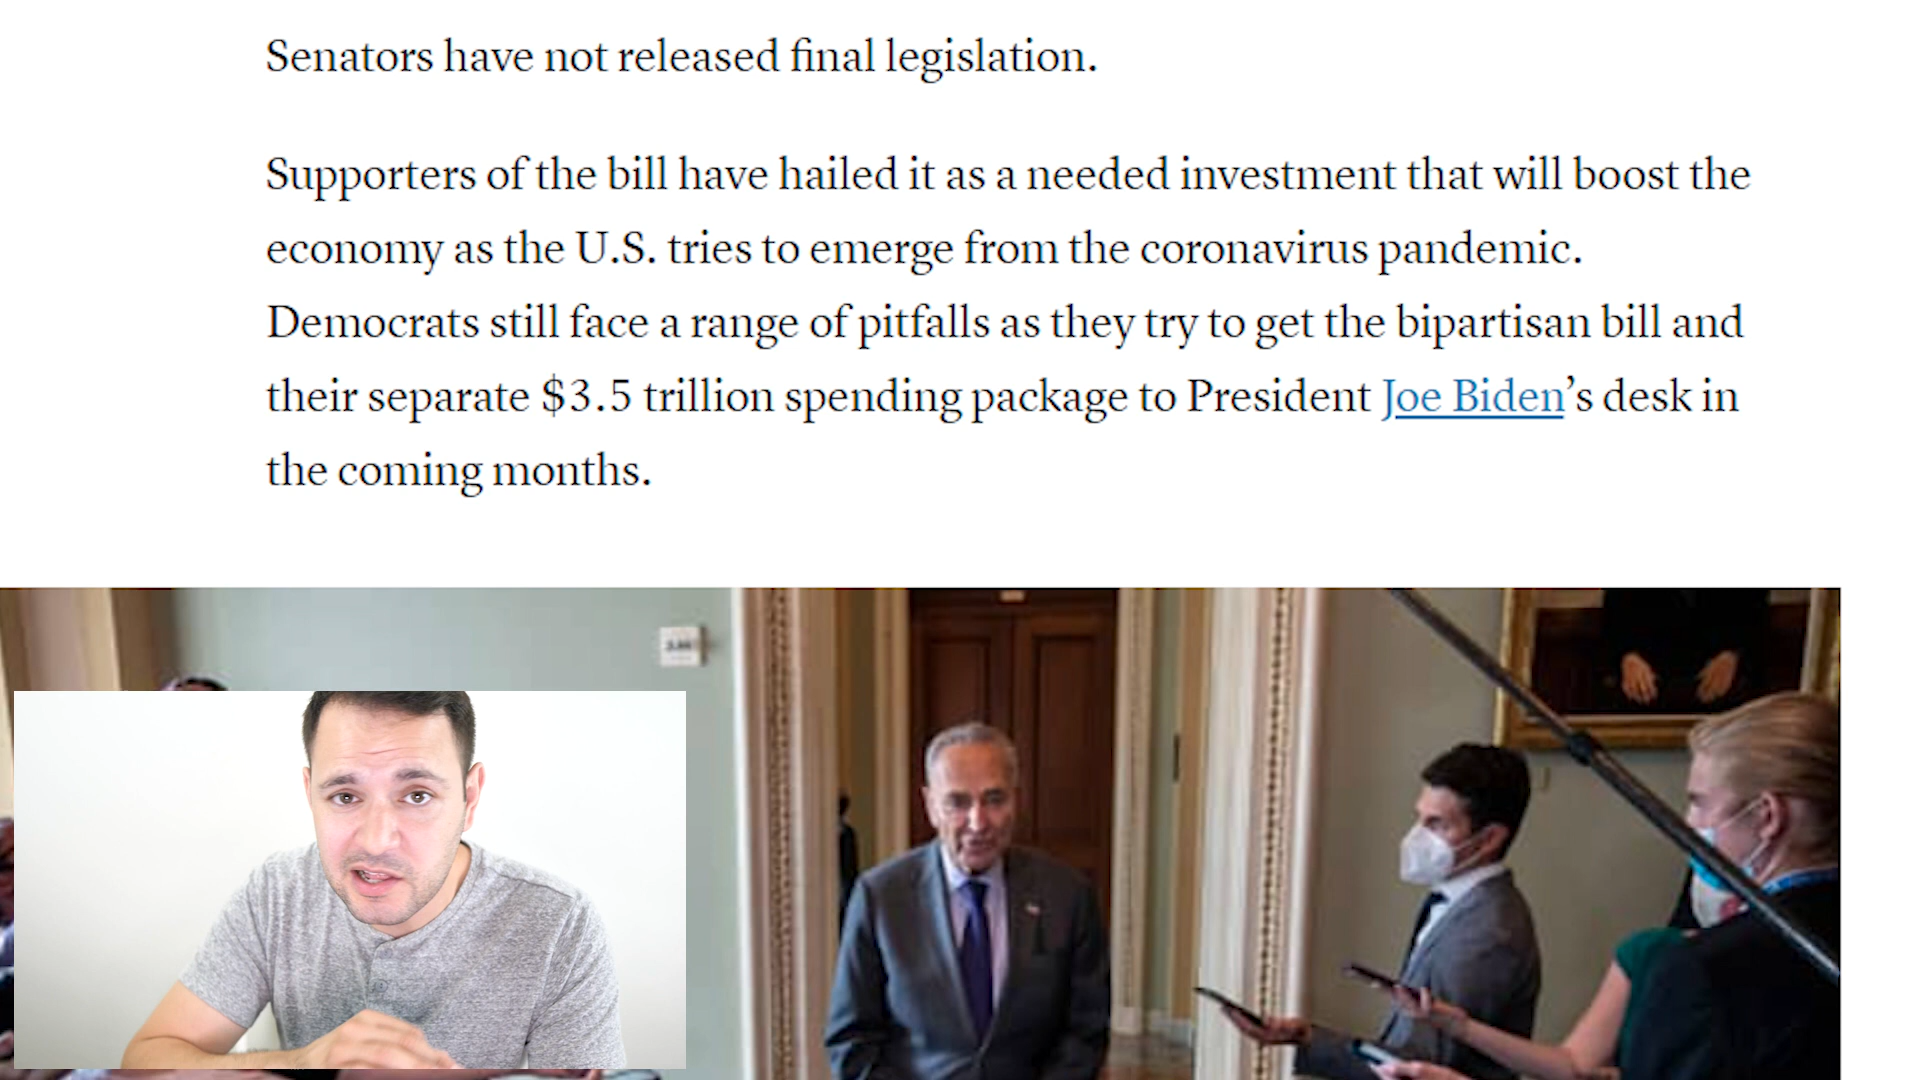 Senators have not released final legislation.
Supporters of the bill have hailed it as a needed investment that will boost the
economy as the U.S. tries to emerge from the coronavirus pandemic.
Democrats still face a range of pitfalls as they try to get the bipartisan bill and
their separate $3.5 trillion spending package to President Joe Biden’s desk in
the coming months.